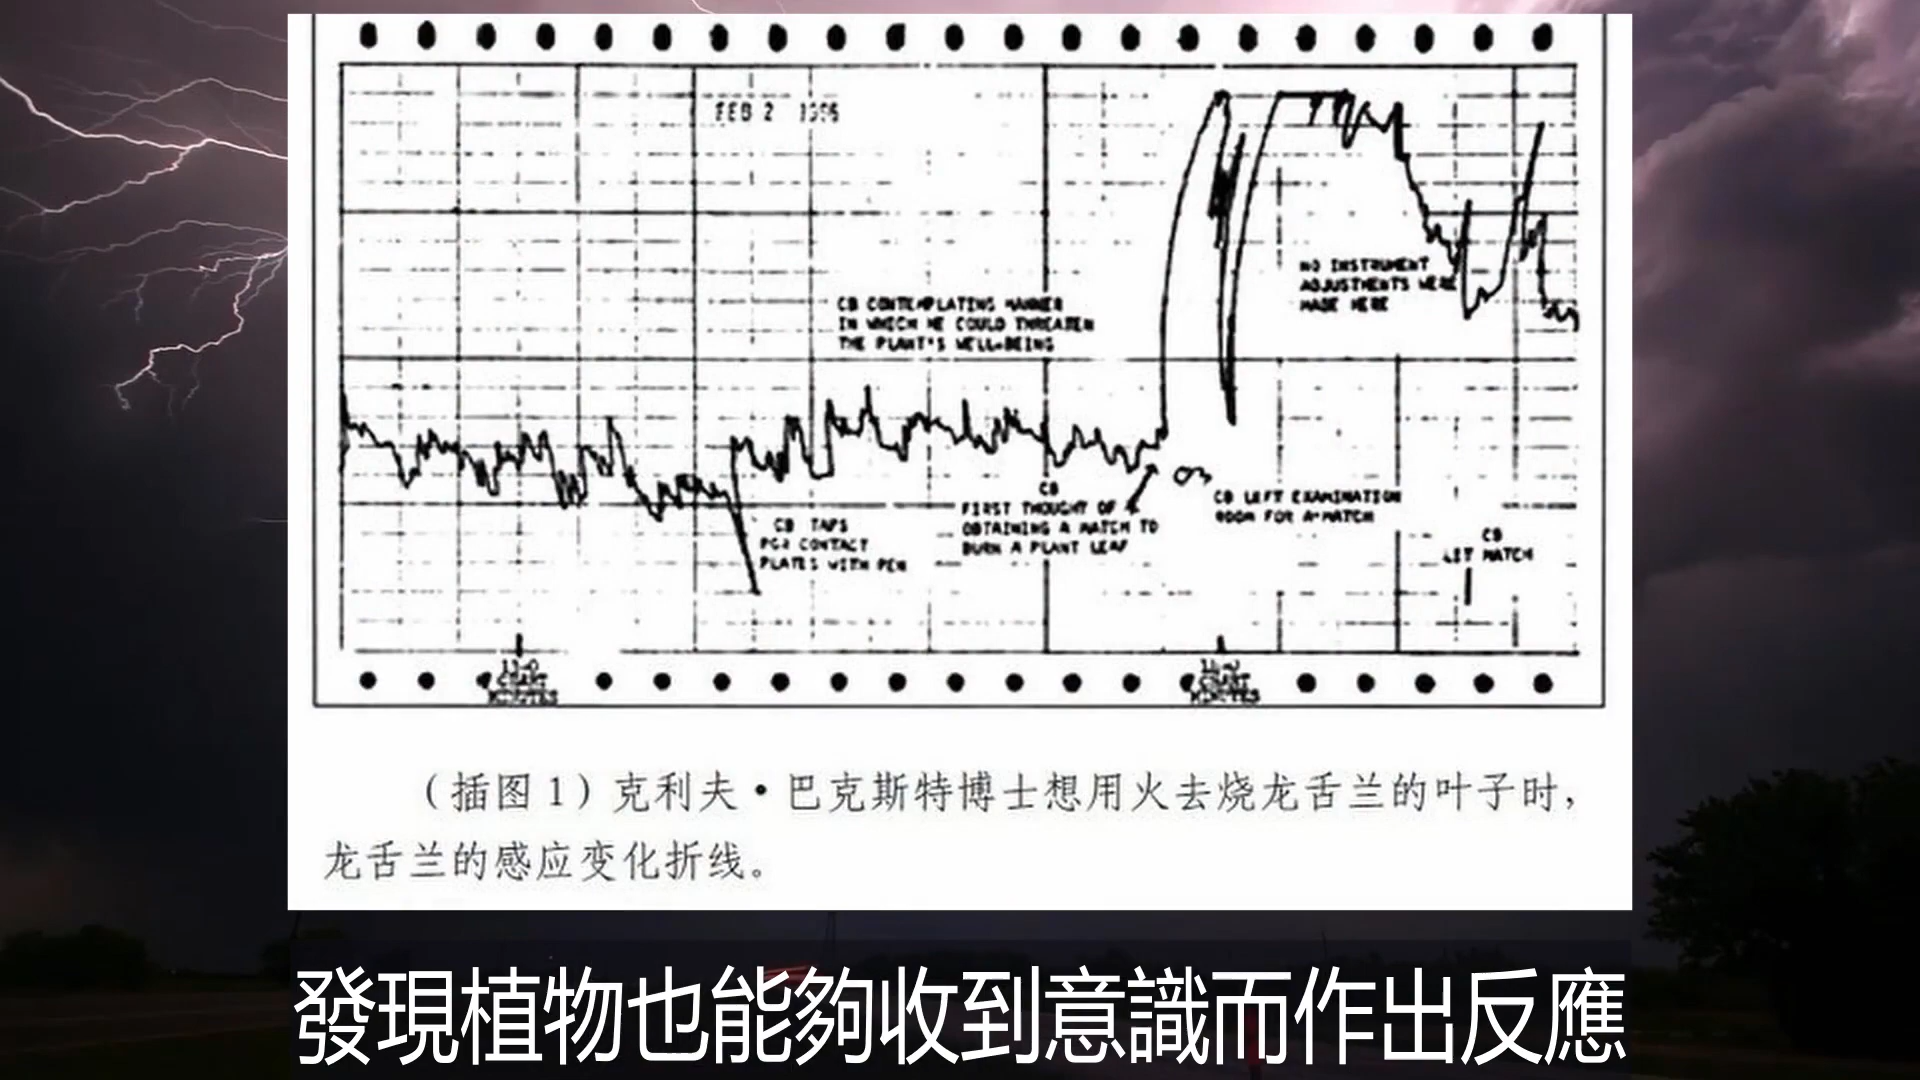 FEB 2
CB CONTEMPLATING MANNER
IN WHICH HE COULD THREATEN
THE PLANT'S WELL-BEING
NO INSTRUMENT
ADJUSTMENTS WERE
MADE HERE
CB TAPS
PGR CONTACT
PLATES WITH PEN
CB
FIRST THOUGHT OF
OBTAINING A MATCH TO
BURN A PLANT LEAF
CB LEFT EXAMINATION
ROOM FOR A MATCH
CB
LIT MATCH
CHART
MINUTES
CHART
MINUTES
（插图1）克利夫·巴克斯特博士想用火去烧龙舌兰的叶子时，
龙舌兰的感应变化折线。
發現植物也能夠收到意識而作出反應